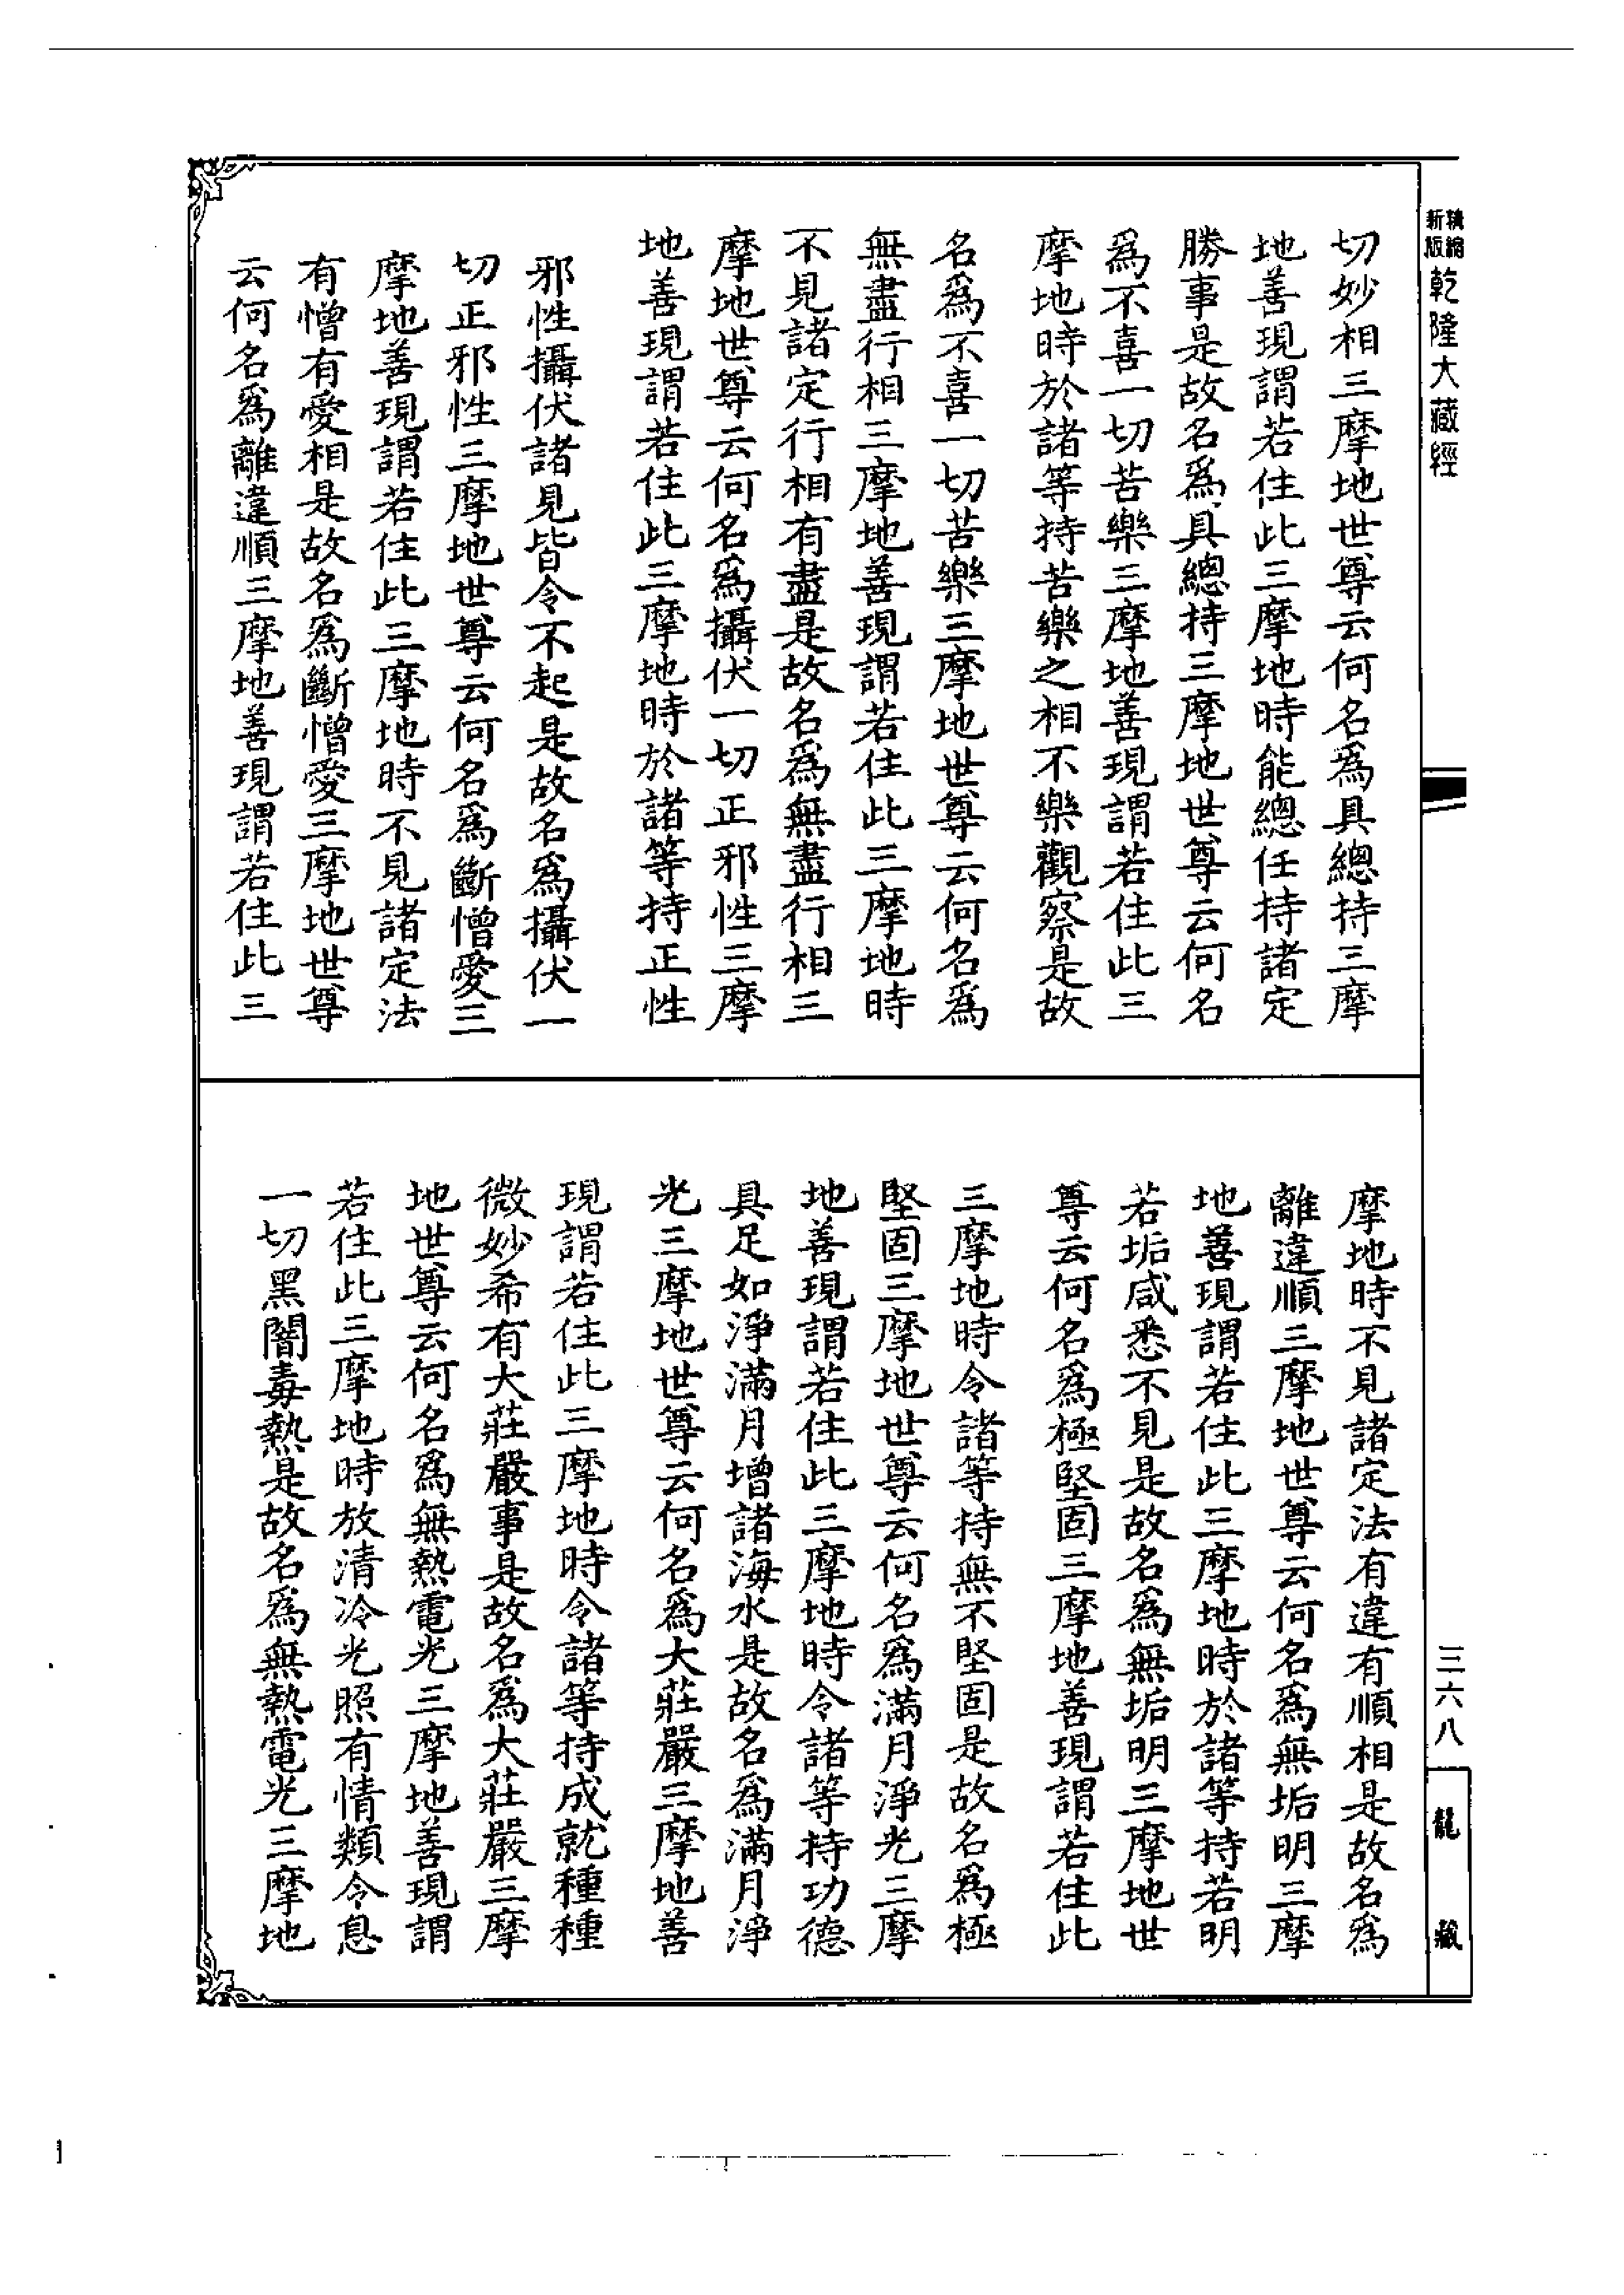 精縮新版乾隆大藏經
切妙相三摩地世尊云何名爲具總持三摩
地善現謂若住此三摩地時能總任持諸定
勝事是故名爲具總持三摩地世尊云何名
爲不喜一切苦樂三摩地善現謂若住此三
摩地時於諸等持苦樂之相不樂觀察是故
名爲不喜一切苦樂三摩地世尊云何名爲
無盡行相三摩地善現謂若住此三摩地時
不見諸定行相有盡是故名爲無盡行相三
摩地世尊云何名爲攝伏一切正邪性三摩
地善現謂若住此三摩地時於諸等持正性
邪性攝伏諸見皆令不起是故名爲攝伏一
切正邪性三摩地世尊云何名爲斷憎愛三
摩地善現謂若住此三摩地時不見諸定法
有憎有愛相是故名爲斷憎愛三摩地世尊
云何名爲離違順三摩地善現謂若住此三
摩地時不見諸定法有違有順相是故名爲
離違順三摩地世尊云何名爲無垢明三摩
地善現謂若住此三摩地時於諸等持若明
若垢咸悉不見是故名爲無垢明三摩地世
尊云何名爲極堅固三摩地善現謂若住此
三摩地時令諸等持無不堅固是故名爲極
堅固三摩地世尊云何名爲滿月淨光三摩
地善現謂若住此三摩地時令諸等持功德
具足如淨滿月增諸海水是故名爲滿月淨
光三摩地世尊云何名爲大莊嚴三摩地善
現謂若住此三摩地時令諸等持成就種種
微妙希有大莊嚴事是故名爲大莊嚴三摩
地世尊云何名爲無熱電光三摩地善現謂
若住此三摩地時放清冷光照有情類令息
一切黑闇毒熱是故名爲無熱電光三摩地
三六八
龍藏